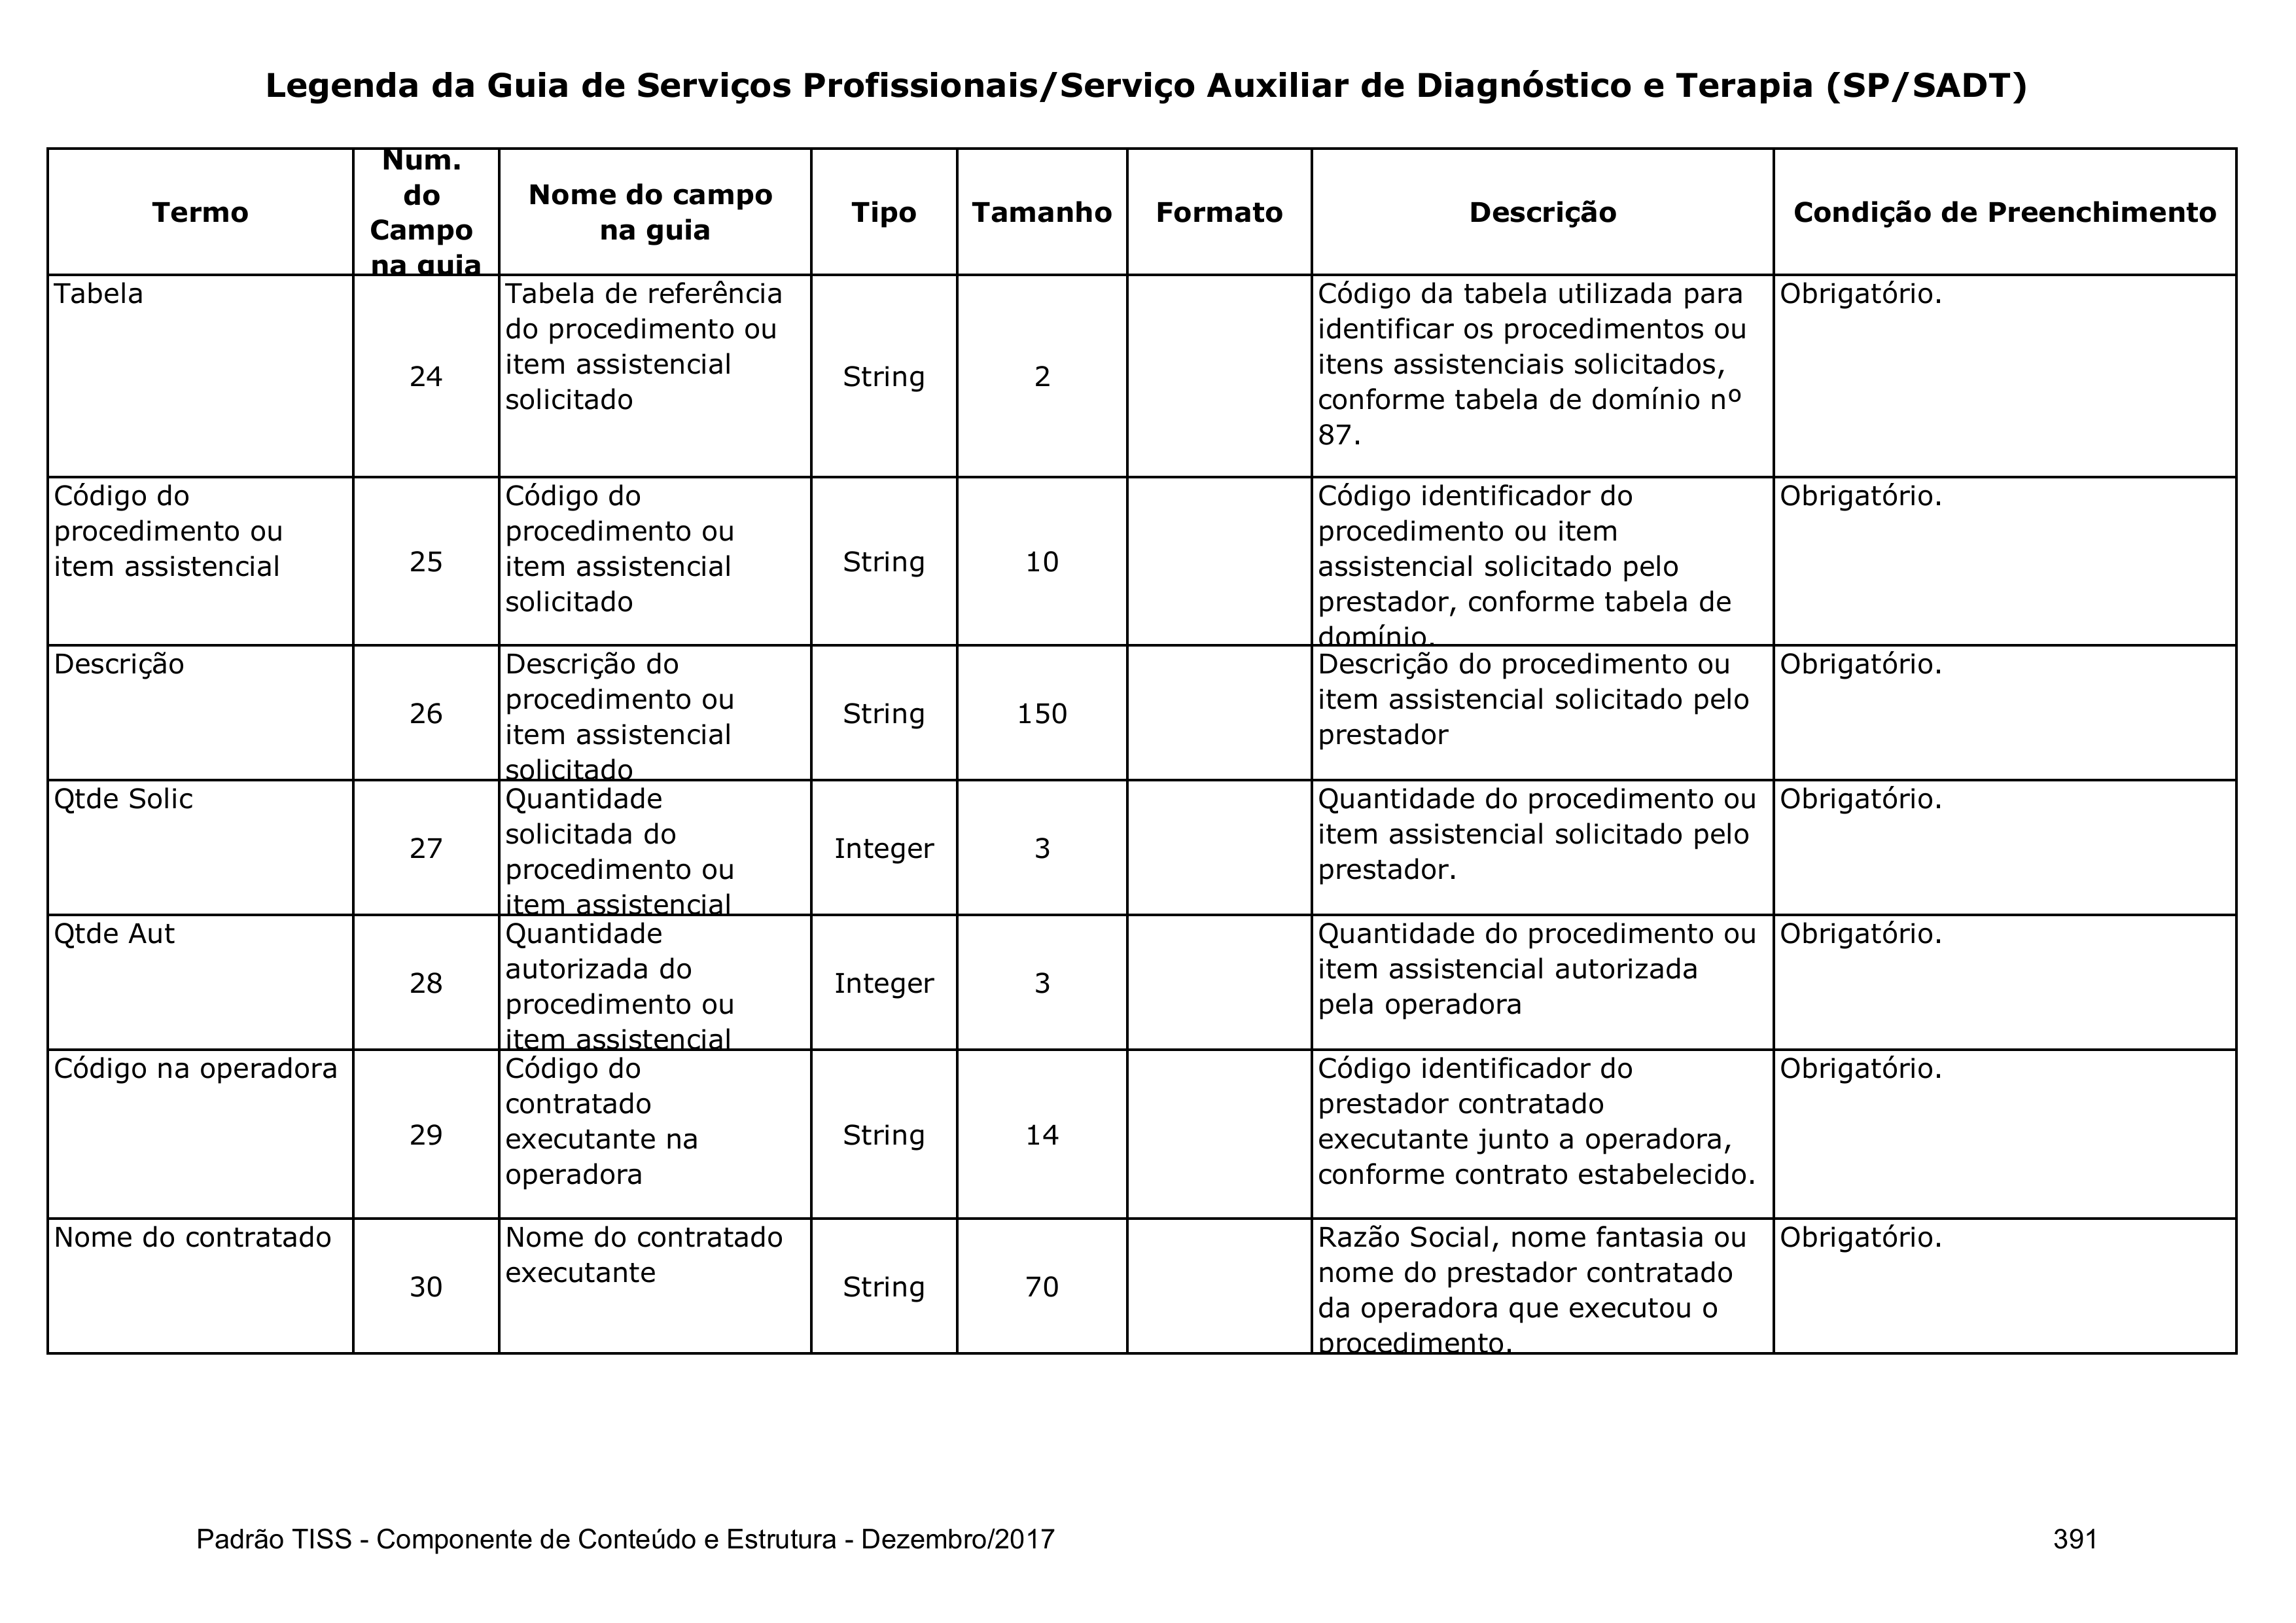 Legenda da Guia de Serviços Profissionais/Serviço Auxiliar de Diagnóstico e Terapia (SP/SADT)
Termo
Num.
do
Campo
na guia
Nome do campo
na guia
Tipo
Tamanho
Formato
Descrição
Condição de Preenchimento
Tabela
24
Tabela de referência
do procedimento ou
item assistencial
solicitado
String
2
Código da tabela utilizada para
identificar os procedimentos ou
itens assistenciais solicitados,
conforme tabela de domínio nº
87.
Obrigatório.
Código do
procedimento ou
item assistencial
25
Código do
procedimento ou
item assistencial
solicitado
String
10
Código identificador do
procedimento ou item
assistencial solicitado pelo
prestador, conforme tabela de
domínio.
Obrigatório.
Descrição
26
Descrição do
procedimento ou
item assistencial
solicitado
String
150
Descrição do procedimento ou
item assistencial solicitado pelo
prestador
Obrigatório.
Qtde Solic
27
Quantidade
solicitada do
procedimento ou
item assistencial
Integer
3
Quantidade do procedimento ou
item assistencial solicitado pelo
prestador.
Obrigatório.
Qtde Aut
28
Quantidade
autorizada do
procedimento ou
item assistencial
Integer
3
Quantidade do procedimento ou
item assistencial autorizada
pela operadora
Obrigatório.
Código na operadora
29
Código do
contratado
executante na
operadora
String
14
Código identificador do
prestador contratado
executante junto a operadora,
conforme contrato estabelecido.
Obrigatório.
Nome do contratado
30
Nome do contratado
executante
String
70
Razão Social, nome fantasia ou
nome do prestador contratado
da operadora que executou o
procedimento.
Obrigatório.
Padrão TISS - Componente de Conteúdo e Estrutura - Dezembro/2017
391